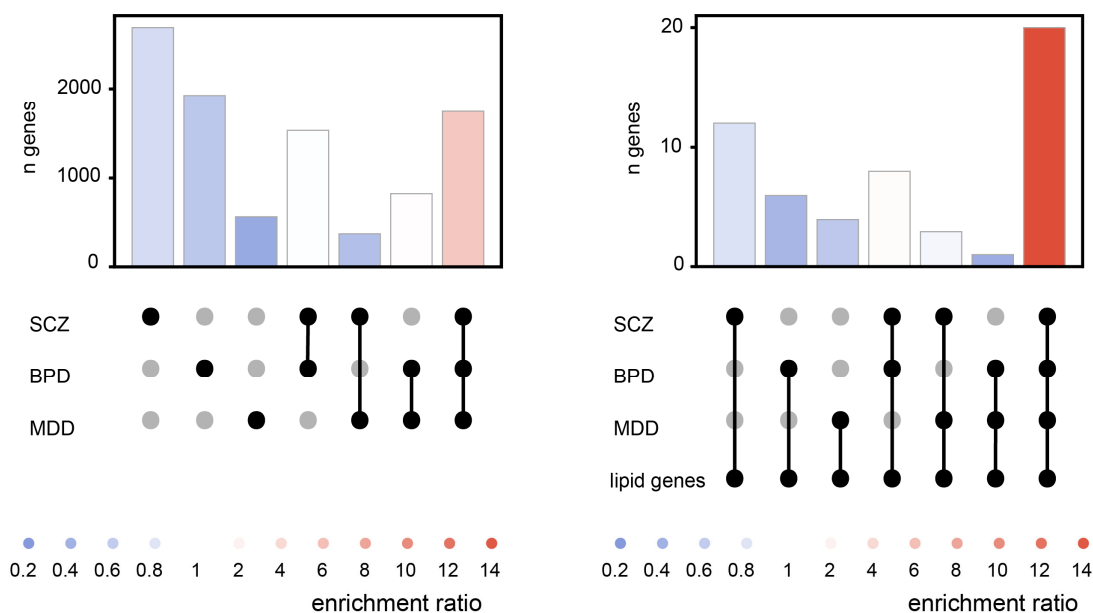 n genes
2000
1000
0
SCZ
BPD
MDD
0.2 0.4 0.6 0.8 1 2 4 6 8 10 12 14
enrichment ratio
n genes
20
10
0
SCZ
BPD
MDD
lipid genes
0.2 0.4 0.6 0.8 1 2 4 6 8 10 12 14
enrichment ratio